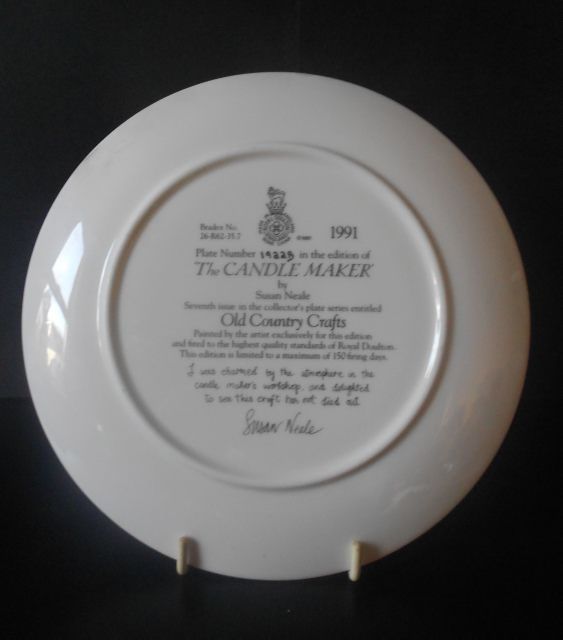 Bradex No.
26-R62-35.7
1991
Plate Number in the edition of
The CANDLE MAKER
by
Susan Neale
Seventh issue in the collector's plate series entitled
Old Country Crafts
Painted by the artist exclusively for this edition
and fired to the highest quality standards of Royal Doulton.
This edition is limited to a maximum of 150 firing days.
I was charmed by the atmosphere in the
candle maker's workshop, and delighted
to see this craft has not died out.
Susan Neale